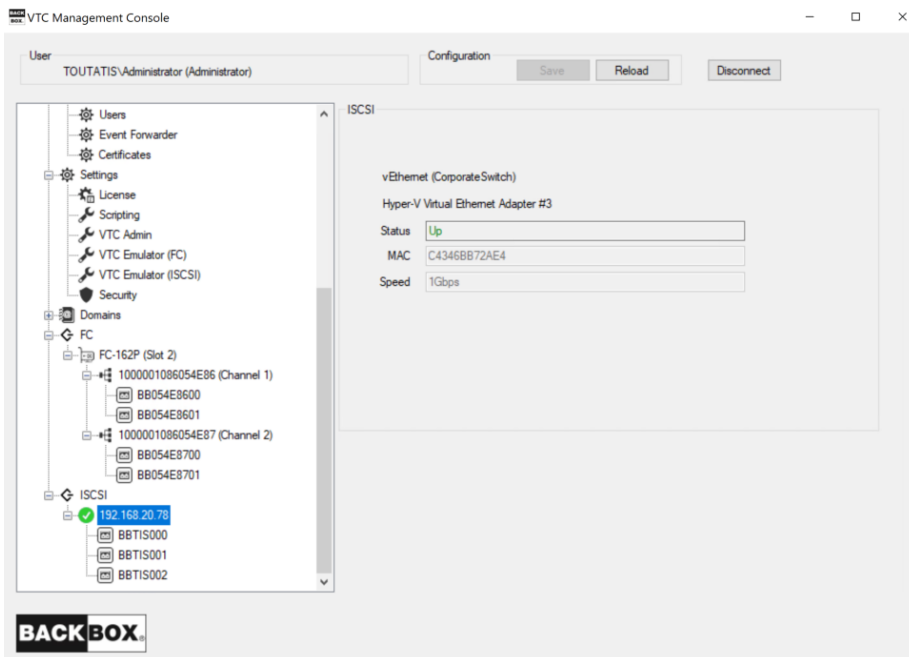 BACK BOX. VTC Management Console
User
TOUTATIS\Administrator (Administrator)
Configuration
Save Reload Disconnect
Users
Event Forwarder
Certificates
Settings
License
Scripting
VTC Admin
VTC Emulator (FC)
VTC Emulator (ISCSI)
Security
Domains
FC
FC-162P (Slot 2)
1000001086054E86 (Channel 1)
BB054E8600
BB054E8601
1000001086054E87 (Channel 2)
BB054E8700
BB054E8701
ISCSI
192.168.20.78
BBTIS000
BBTIS001
BBTIS002
ISCSI
vEthernet (CorporateSwitch)
Hyper-V Virtual Ethernet Adapter #3
Status Up
MAC C4346BB72AE4
Speed 1Gbps
BACKBOX®